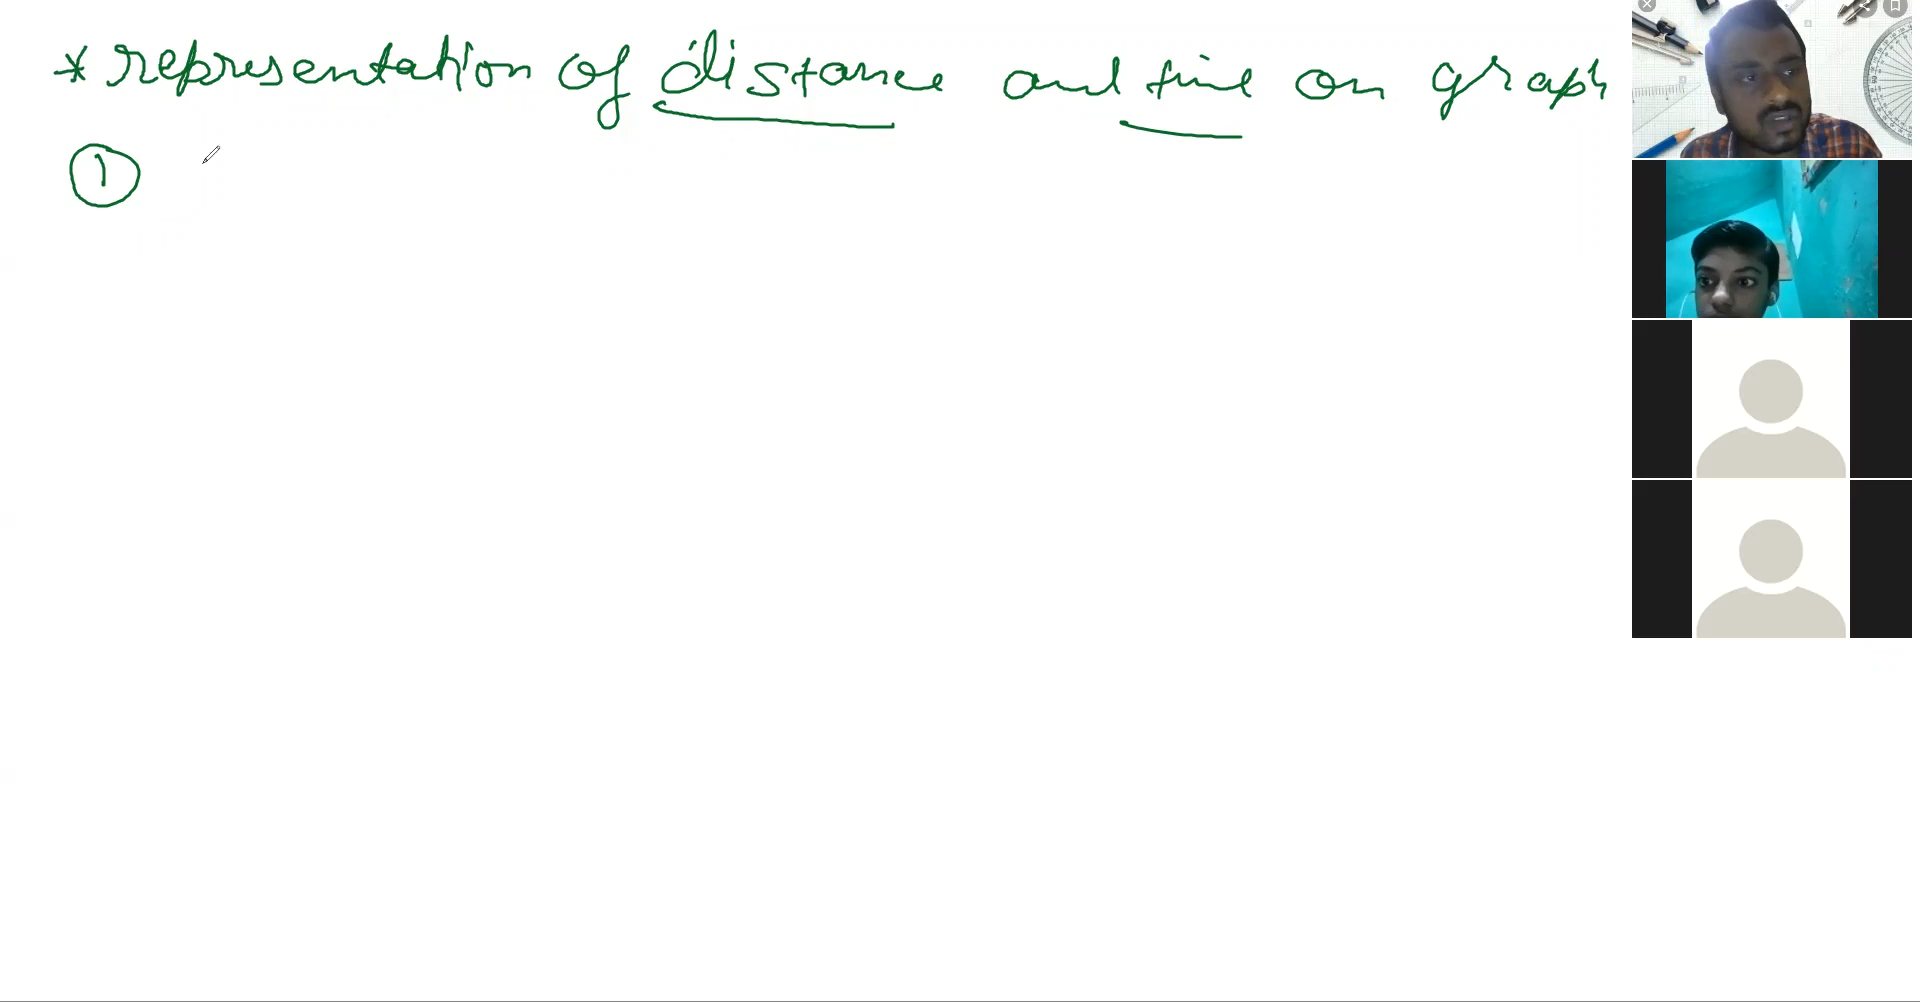 * representation of distance and time on graph
①